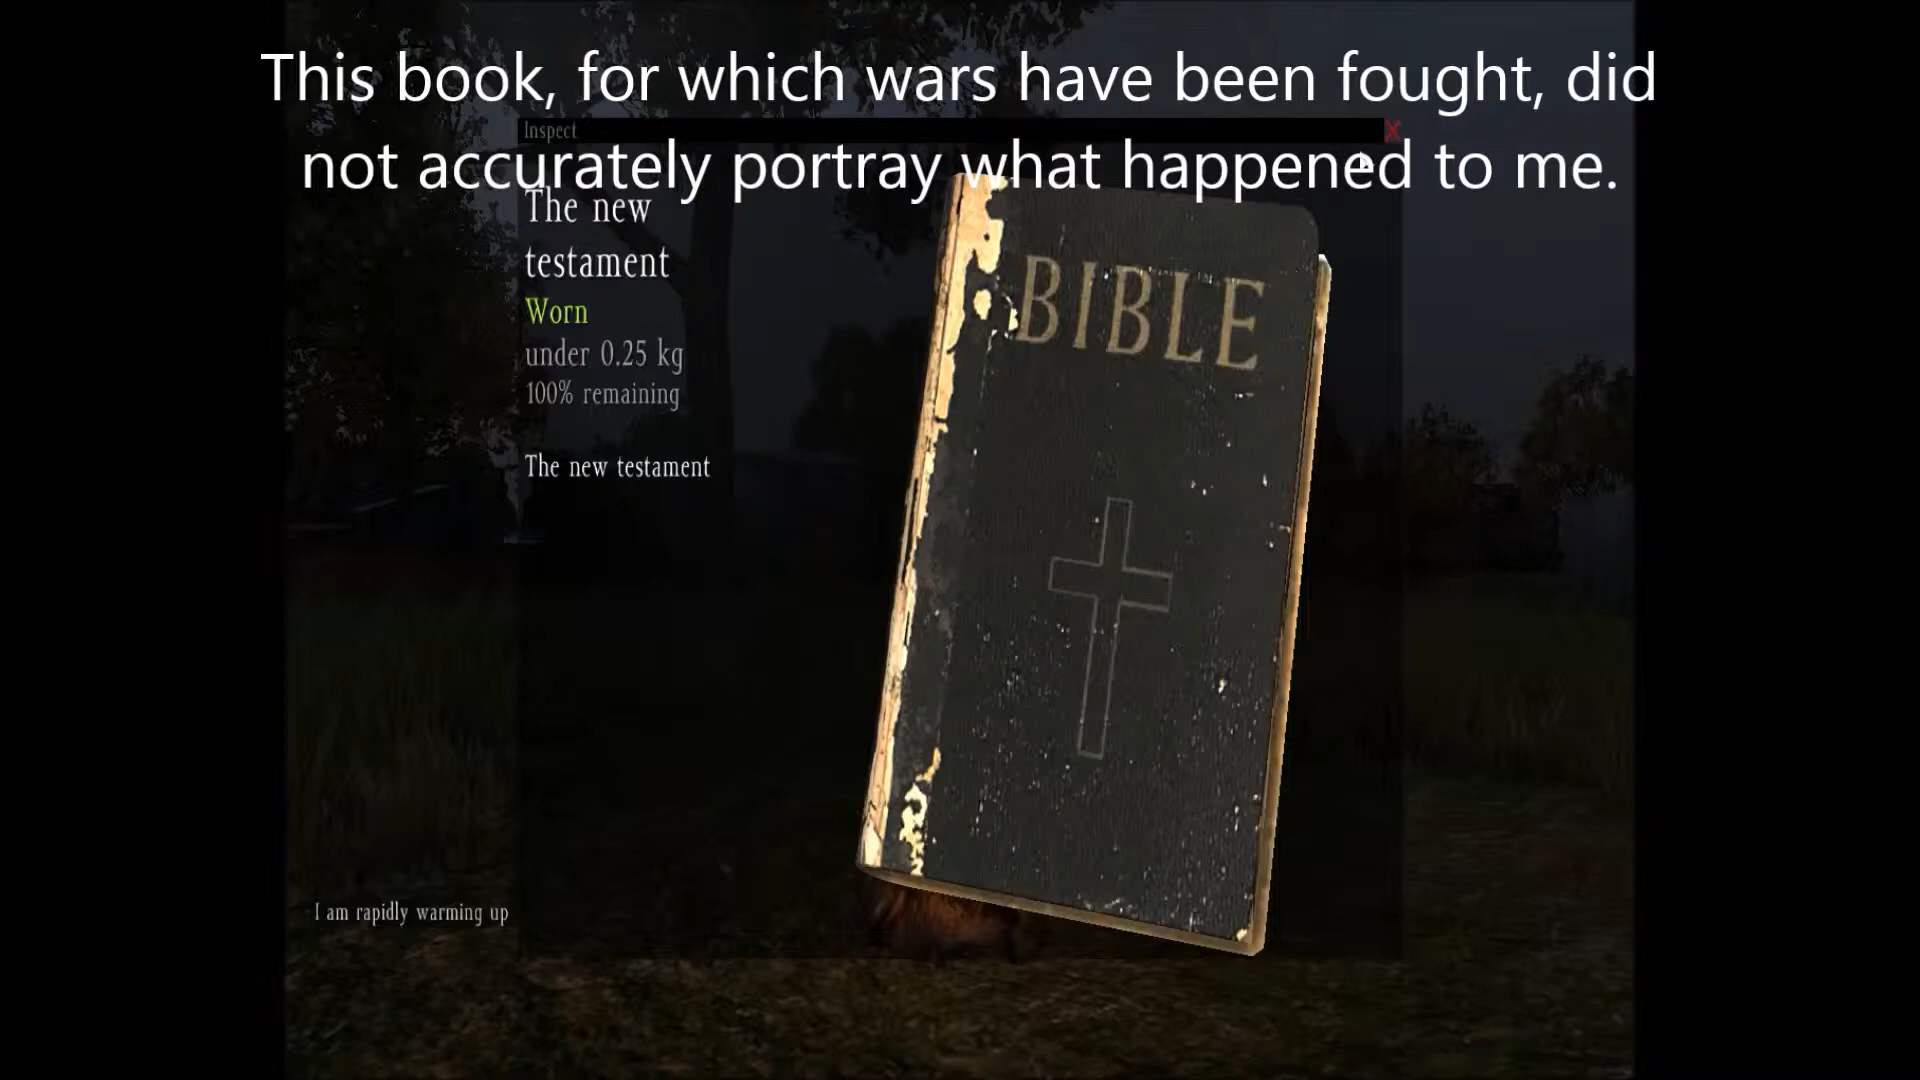 This book, for which wars have been fought, did
not accurately portray what happened to me.
Inspect
X
The new
testament
Worn
under 0.25 kg
100% remaining
The new testament
BIBLE
I am rapidly warming up